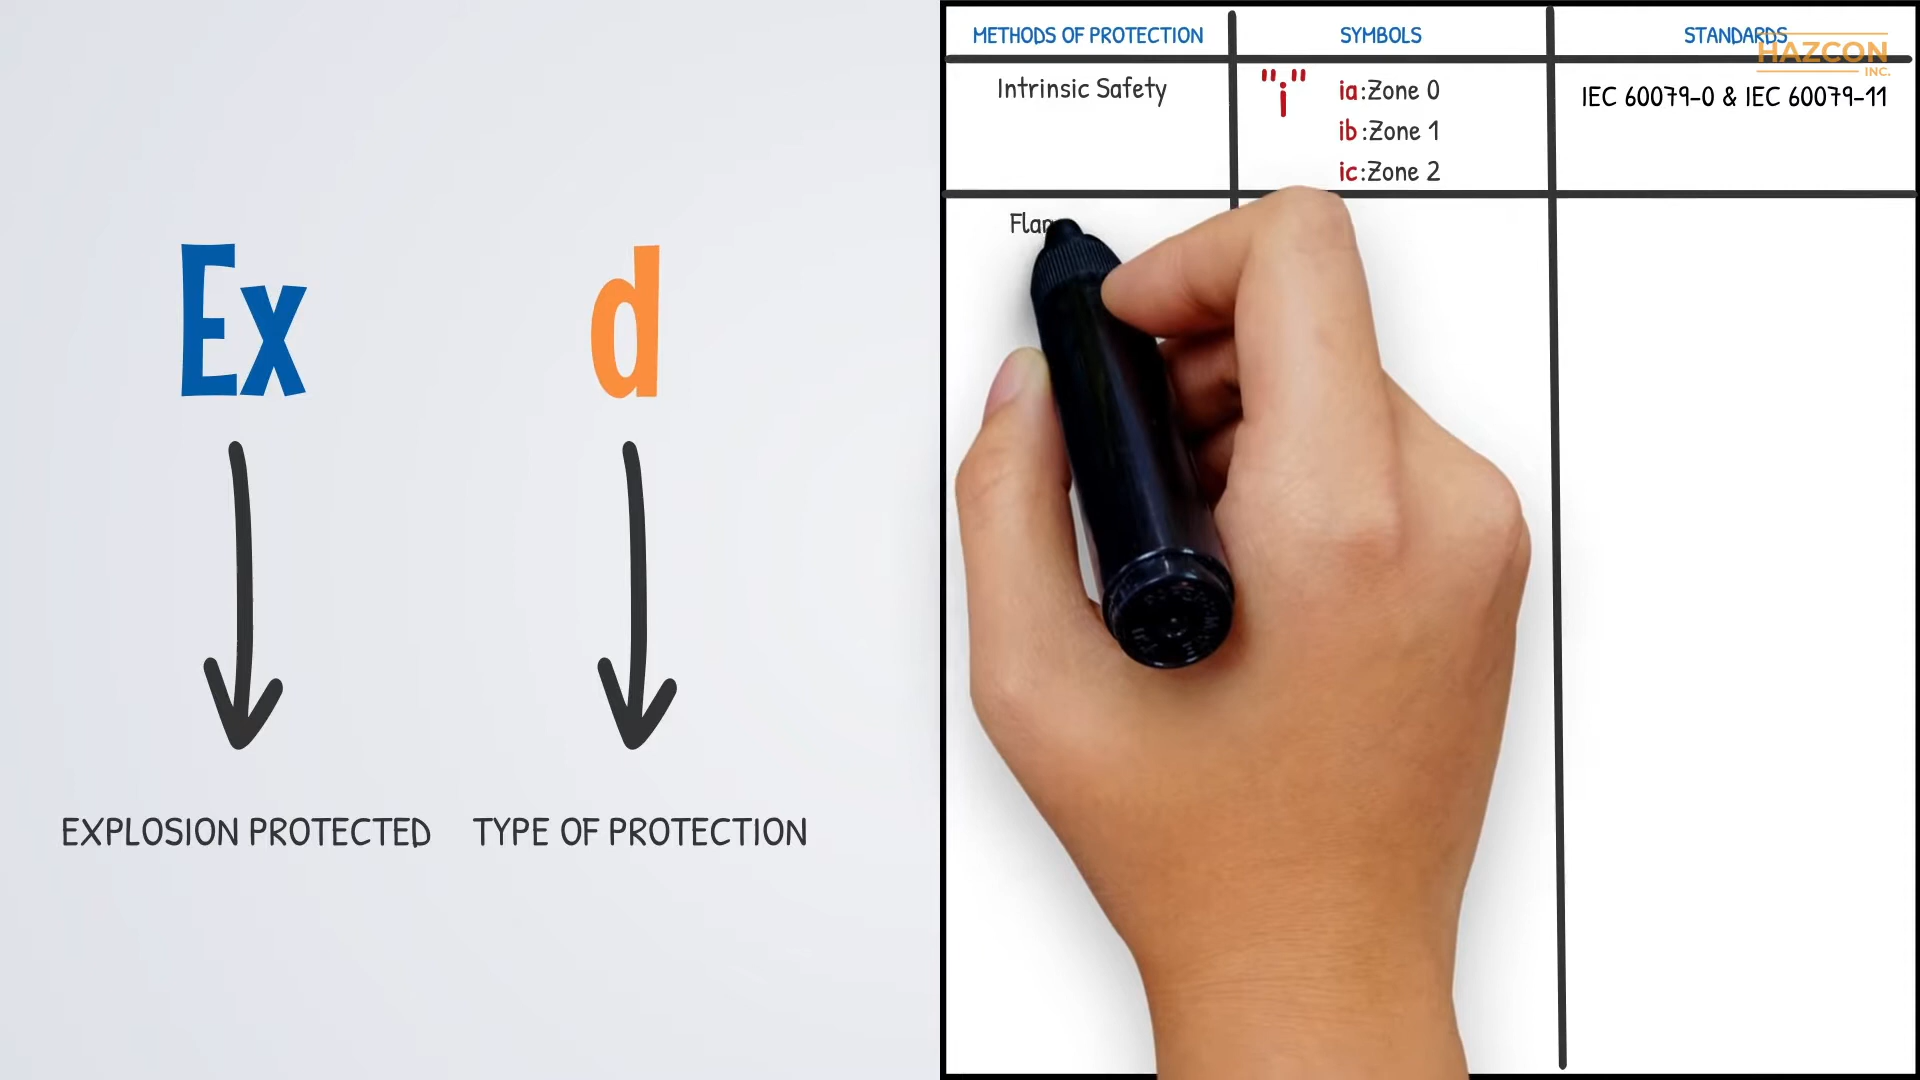 Ex d
EXPLOSION PROTECTED TYPE OF PROTECTION
METHODS OF PROTECTION SYMBOLS STANDARDS
HAZCON
INC.
Intrinsic Safety "i" ia:Zone 0 IEC 60079-0 & IEC 60079-11
ib:Zone 1
ic:Zone 2